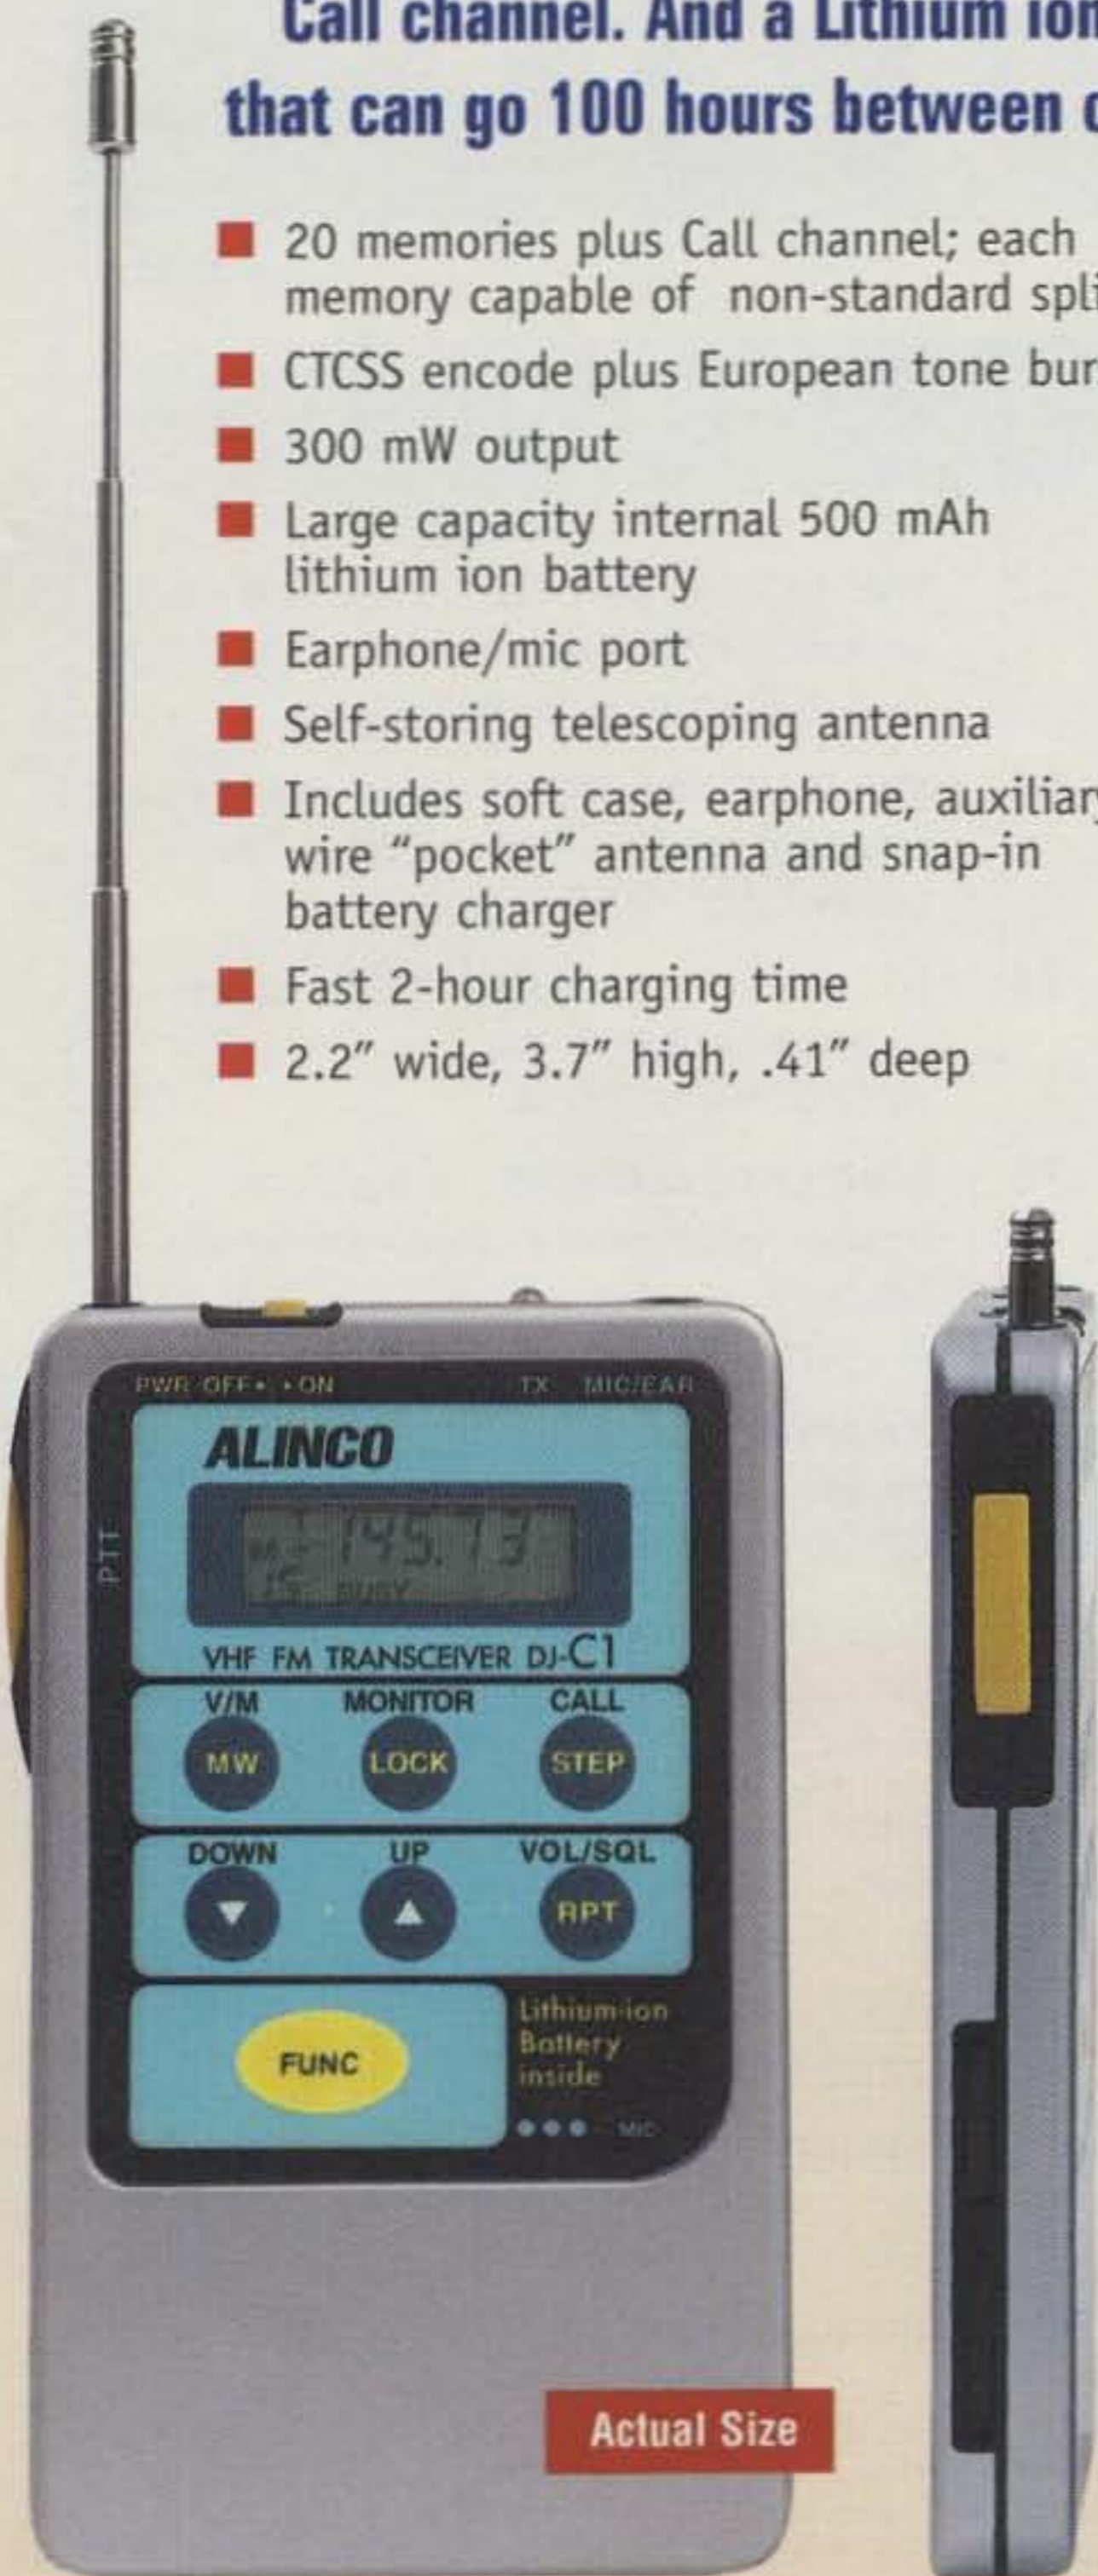 Call channel. And a Lithium ion
that can go 100 hours between
20 memories plus Call channel; each
memory capable of non-standard
CTCSS encode plus European tone
300 mW output
Large capacity internal 500 mAh
lithium ion battery
Earphone/mic port
Self-storing telescoping antenna
Includes soft case, earphone, auxiliary
wire “pocket” antenna and snap-in
battery charger
Fast 2-hour charging time
2.2” wide, 3.7” high, .41” deep
PWR OFF • • ON TX MIC/EAR
ALINCO
PTT
145.73
BUSY
VHF FM TRANSCEIVER DJ-C1
V/M MONITOR CALL
MW LOCK STEP
DOWN UP VOL/SQL
▼ ▲ RPT
FUNC
Lithium-ion
Battery
inside
MIC
Actual Size